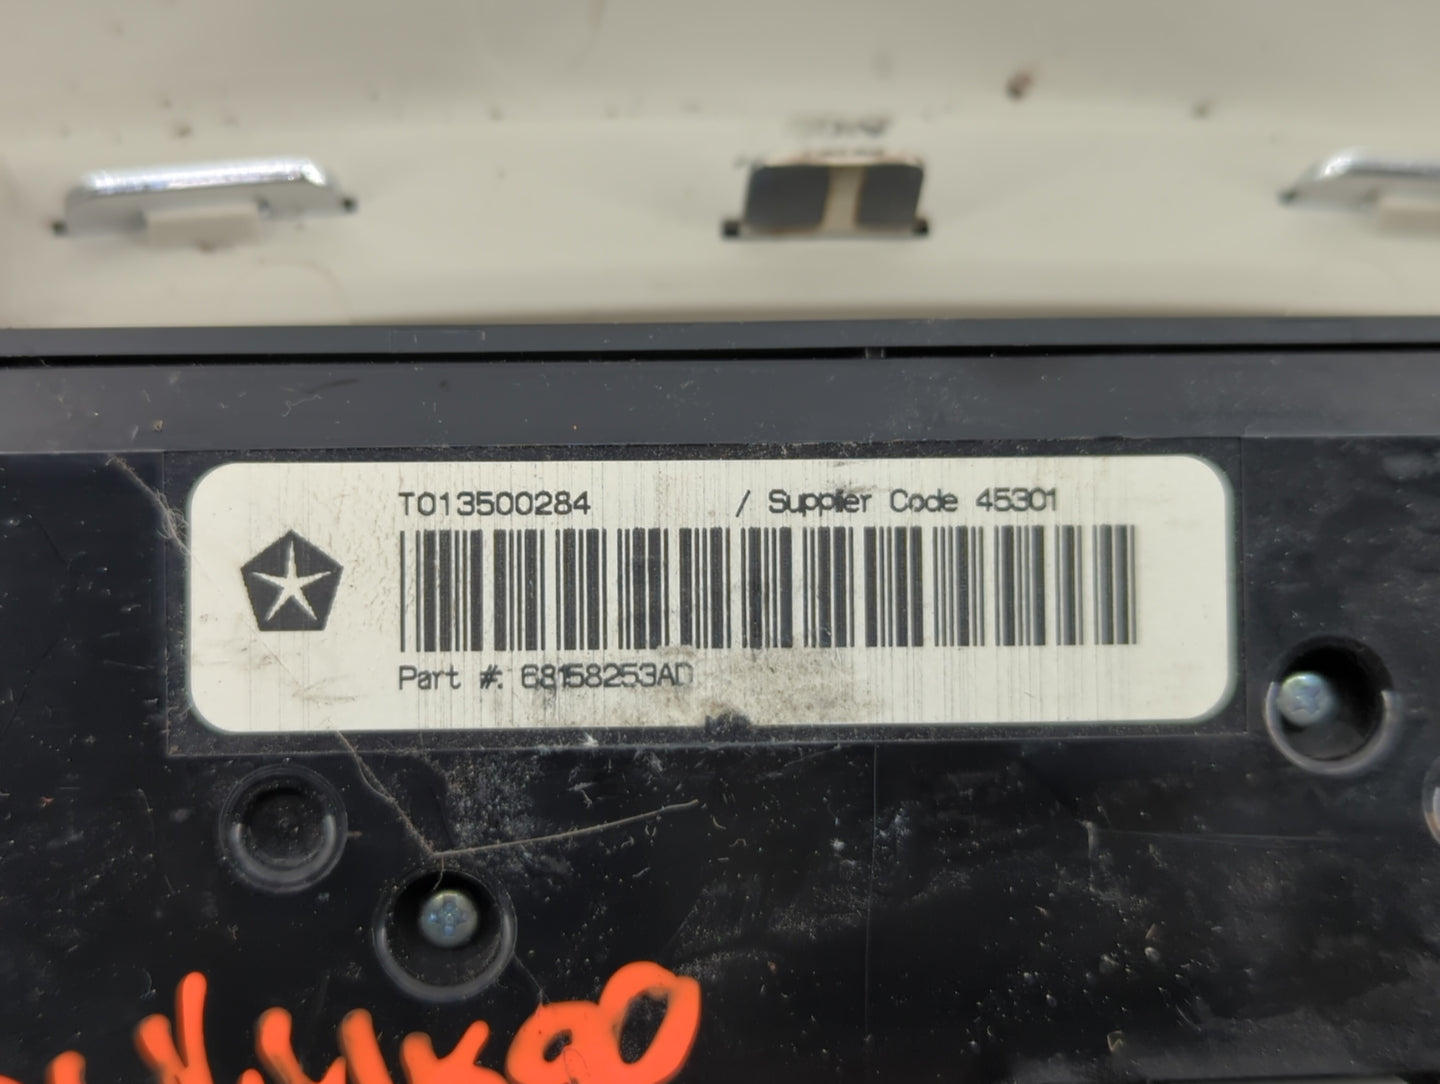 T013500284 / Supplier Code 45301
Part #: 68158253AD